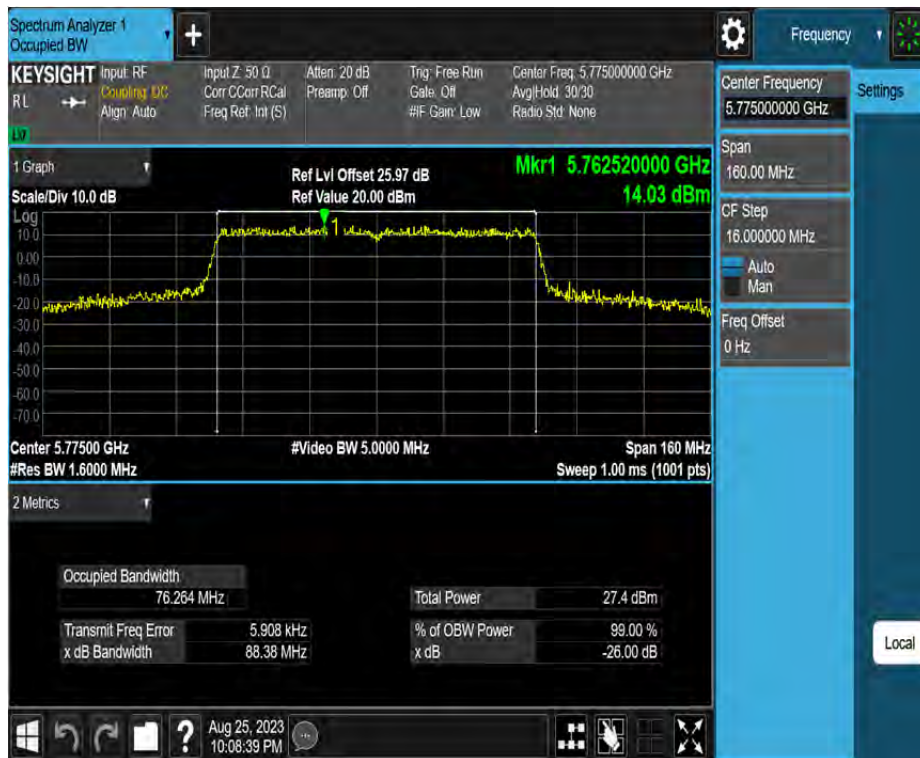 Spectrum Analyzer 1
Occupied BW
+
Frequency
KEYSIGHT
RL
Input: RF
Coupling: DC
Align: Auto
Input Z: 50 Ω
Corr CCorr RCal
Freq Ref: Int (S)
Atten: 20 dB
Preamp: Off
Trig: Free Run
Gate: Off
#IF Gain: Low
Center Freq: 5.775000000 GHz
Avg|Hold: 30/30
Radio Std: None
1 Graph
Scale/Div 10.0 dB
Ref Lvl Offset 25.97 dB
Ref Value 20.00 dBm
Mkr1 5.762520000 GHz
14.03 dBm
Log
10.0
0.00
-10.0
-20.0
-30.0
-40.0
-50.0
-60.0
-70.0
1
Center 5.77500 GHz
#Res BW 1.6000 MHz
#Video BW 5.0000 MHz
Span 160 MHz
Sweep 1.00 ms (1001 pts)
2 Metrics
Occupied Bandwidth
76.264 MHz
Transmit Freq Error 5.908 kHz
x dB Bandwidth 88.38 MHz
Total Power 27.4 dBm
% of OBW Power 99.00 %
x dB -26.00 dB
Center Frequency
5.775000000 GHz
Settings
Span
160.00 MHz
CF Step
16.000000 MHz
Auto
Man
Freq Offset
0 Hz
Local
?
Aug 25, 2023
10:08:39 PM